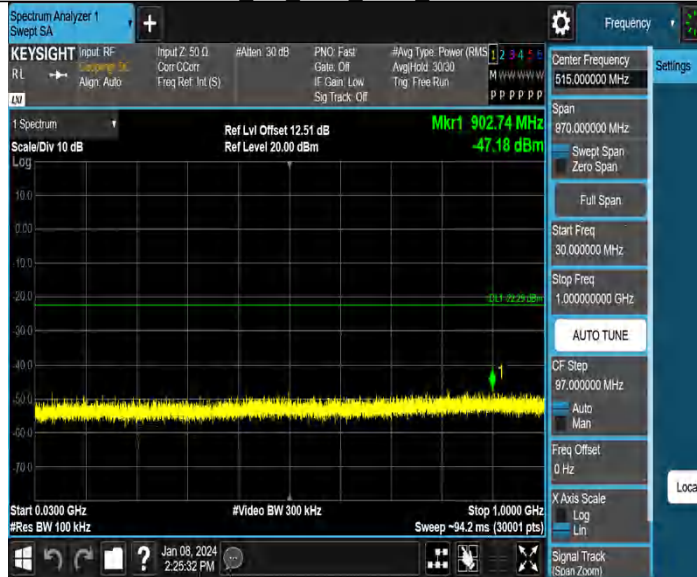 Spectrum Analyzer 1
Swept SA
+
Frequency
KEYSIGHT
Input: RF
Coupling: DC
Align: Auto
Input Z: 50 Ω
Corr CCorr
Freq Ref: Int (S)
#Atten: 30 dB
PNO: Fast
Gate: Off
IF Gain: Low
Sig Track: Off
#Avg Type: Power (RMS
Avg|Hold: 30/30
Trig: Free Run
1 2 3 4 5 6
M W W W W W
P P P P P P
R L
LXI
1 Spectrum
Scale/Div 10 dB
Ref Lvl Offset 12.51 dB
Ref Level 20.00 dBm
Mkr1 902.74 MHz
-47.18 dBm
Log
10.0
0.00
-10.0
-20.0
-30.0
-40.0
-50.0
-60.0
-70.0
DL1 -22.29 dBm
1
Start 0.0300 GHz
#Res BW 100 kHz
#Video BW 300 kHz
Stop 1.0000 GHz
Sweep ~94.2 ms (30001 pts)
Jan 08, 2024
2:25:32 PM
Center Frequency
515.000000 MHz
Settings
Span
970.000000 MHz
Swept Span
Zero Span
Full Span
Start Freq
30.000000 MHz
Stop Freq
1.000000000 GHz
AUTO TUNE
CF Step
97.000000 MHz
Auto
Man
Freq Offset
0 Hz
X Axis Scale
Log
Lin
Loca
Signal Track
(Span Zoom)